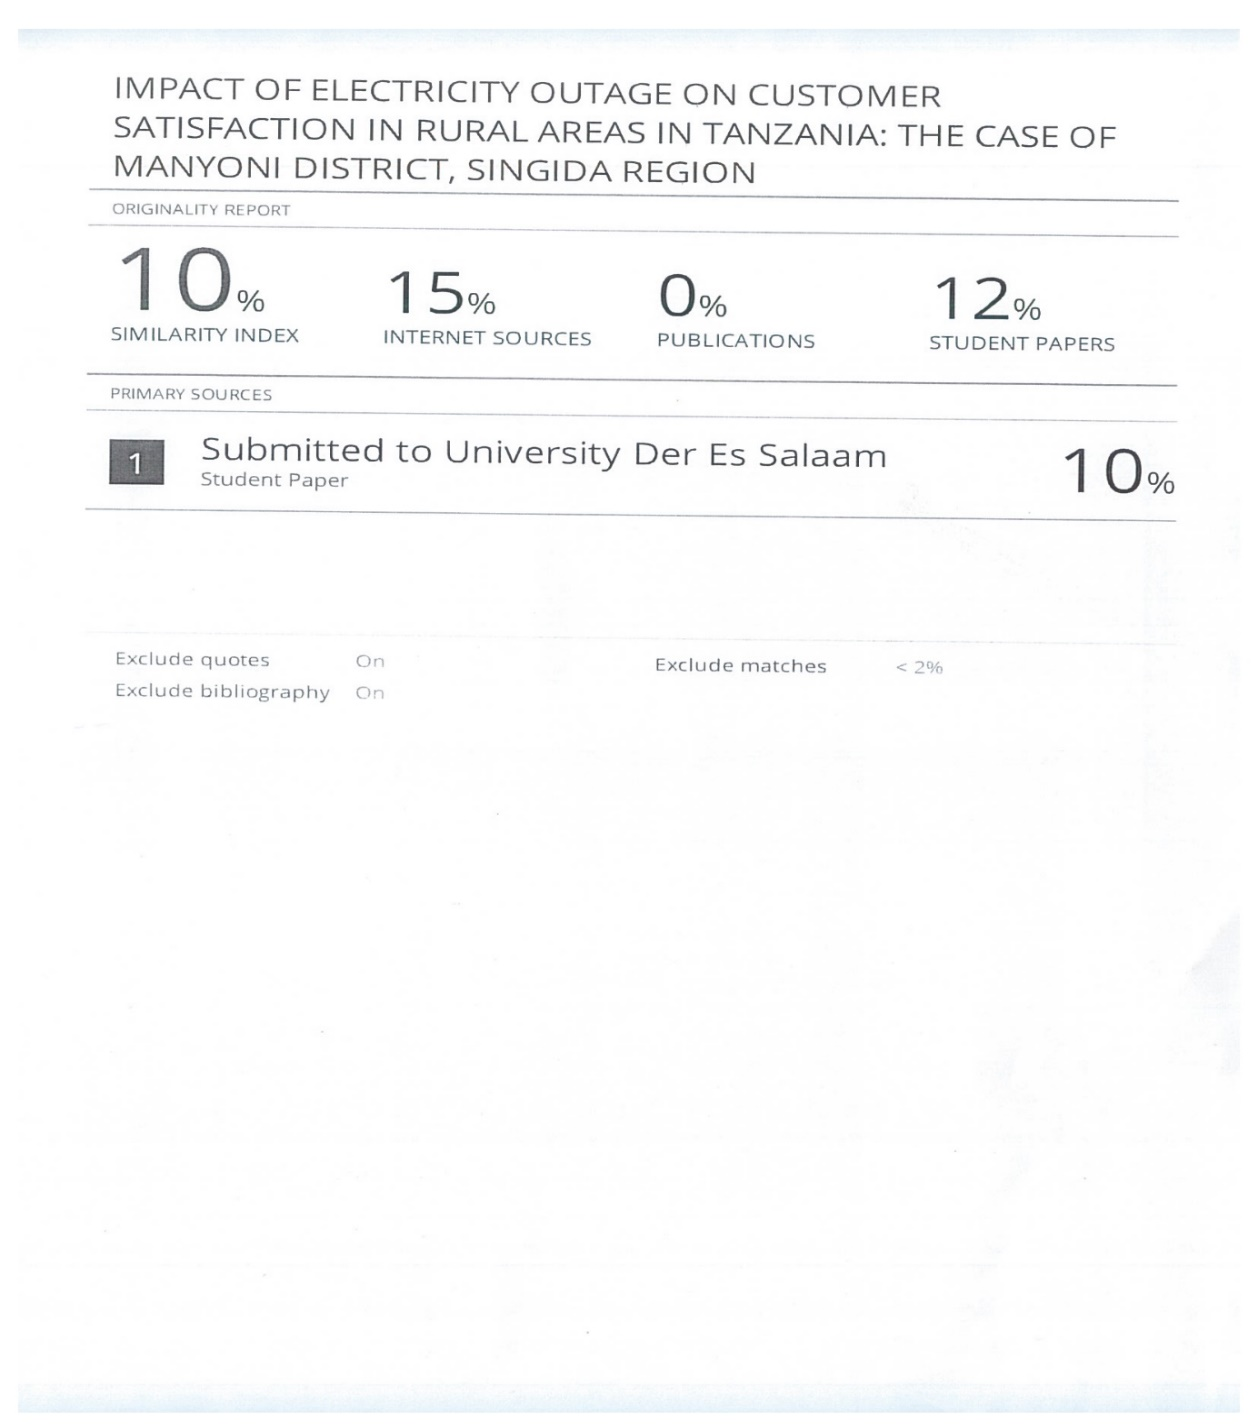 IMPACT OF ELECTRICITY OUTAGE ON CUSTOMER
SATISFACTION IN RURAL AREAS IN TANZANIA: THE CASE OF
MANYONI DISTRICT, SINGIDA REGION
ORIGINALITY REPORT
10%
SIMILARITY INDEX
15%
INTERNET SOURCES
0%
PUBLICATIONS
12%
STUDENT PAPERS
PRIMARY SOURCES
1
Submitted to University Der Es Salaam
Student Paper
10%
Exclude quotes On
Exclude bibliography On
Exclude matches < 2%